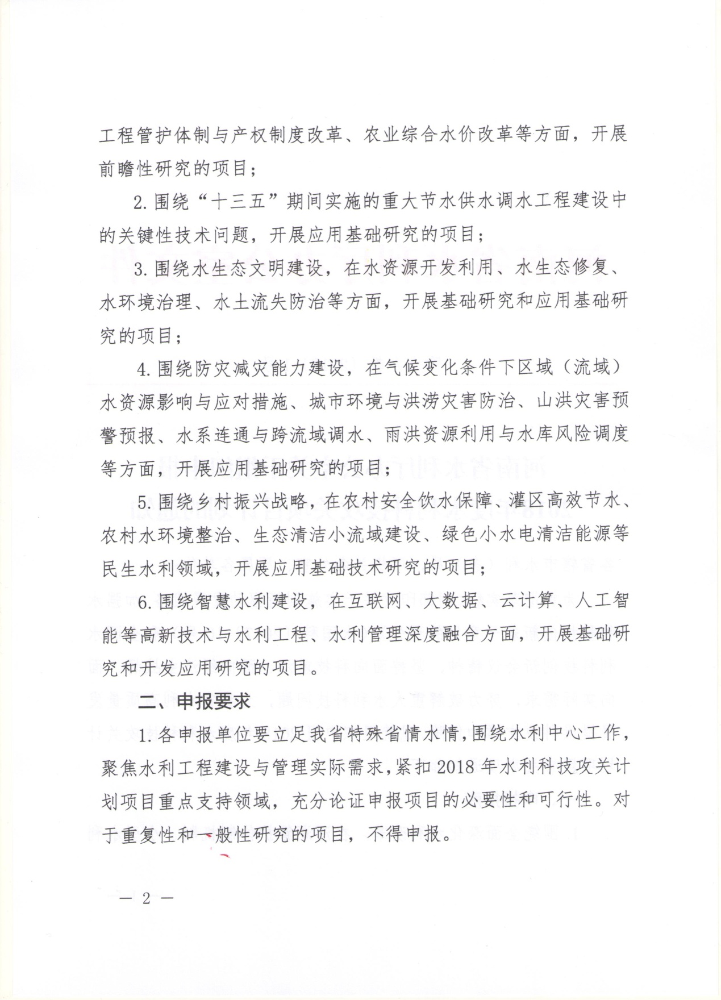 工程管护体制与产权制度改革、农业综合水价改革等方面，开展
前瞻性研究的项目；
2.围绕“十三五”期间实施的重大节水供水调水工程建设中
的关键性技术问题，开展应用基础研究的项目；
3.围绕水生态文明建设，在水资源开发利用、水生态修复、
水环境治理、水土流失防治等方面，开展基础研究和应用基础研
究的项目；
4.围绕防灾减灾能力建设，在气候变化条件下区域（流域）
水资源影响与应对措施、城市环境与洪涝灾害防治、山洪灾害预
警预报、水系连通与跨流域调水、雨洪资源利用与水库风险调度
等方面，开展应用基础研究的项目；
5.围绕乡村振兴战略，在农村安全饮水保障、灌区高效节水、
农村水环境整治、生态清洁小流域建设、绿色小水电清洁能源等
民生水利领域，开展应用基础技术研究的项目；
6.围绕智慧水利建设，在互联网、大数据、云计算、人工智
能等高新技术与水利工程、水利管理深度融合方面，开展基础研
究和开发应用研究的项目。
二、申报要求
1.各申报单位要立足我省特殊省情水情，围绕水利中心工作，
聚焦水利工程建设与管理实际需求，紧扣2018年水利科技攻关计
划项目重点支持领域，充分论证申报项目的必要性和可行性。对
于重复性和一般性研究的项目，不得申报。
— 2 —